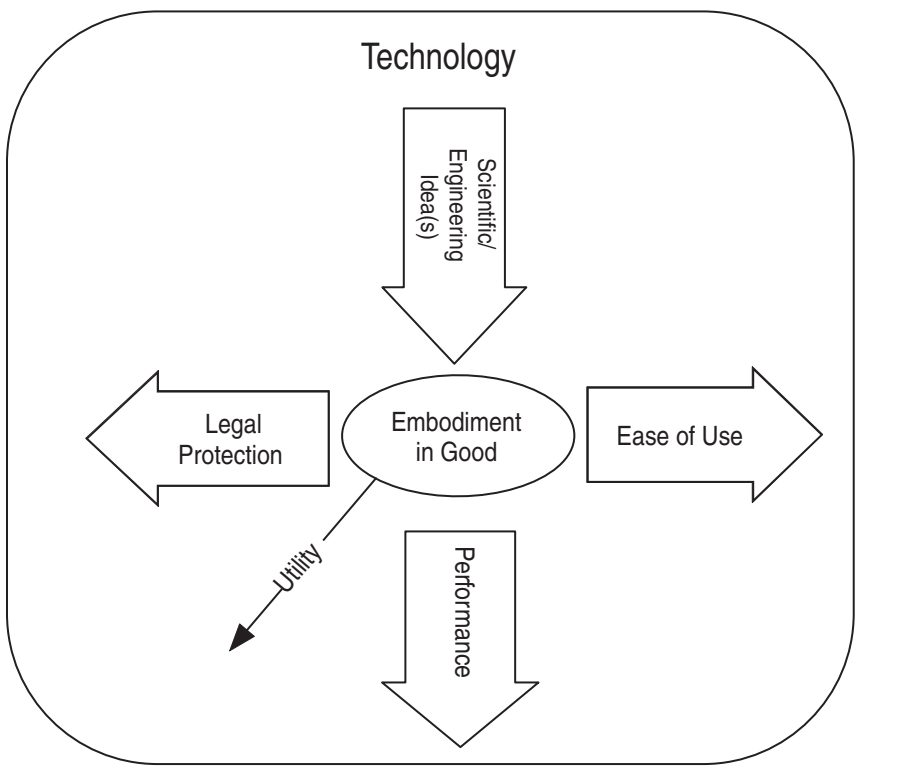 Technology
Scientific/
Engineering
Idea(s)
Legal
Protection
Embodiment
in Good
Ease of Use
Utility
Performance